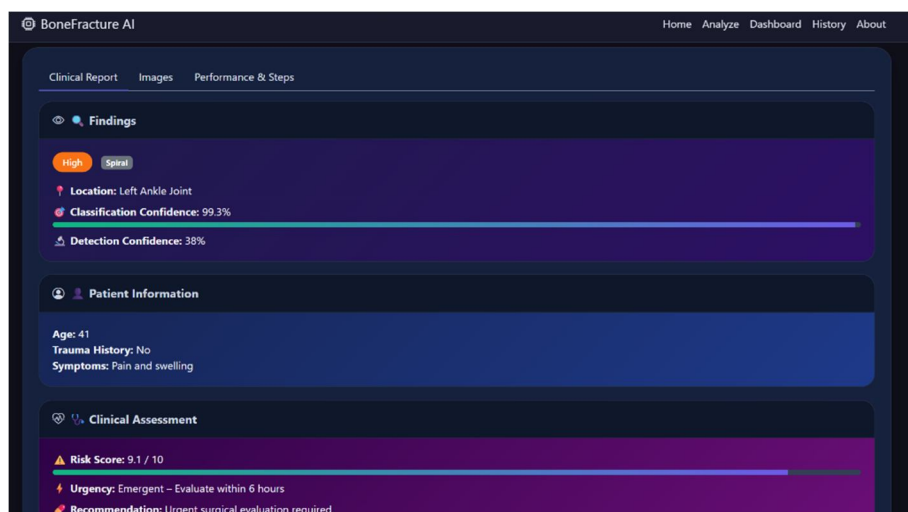 BoneFracture AI
Home Analyze Dashboard History About
Clinical Report Images Performance & Steps
Findings
High Spiral
Location: Left Ankle Joint
Classification Confidence: 99.3%
Detection Confidence: 38%
Patient Information
Age: 41
Trauma History: No
Symptoms: Pain and swelling
Clinical Assessment
Risk Score: 9.1 / 10
Urgency: Emergent – Evaluate within 6 hours
Recommendation: Urgent surgical evaluation required